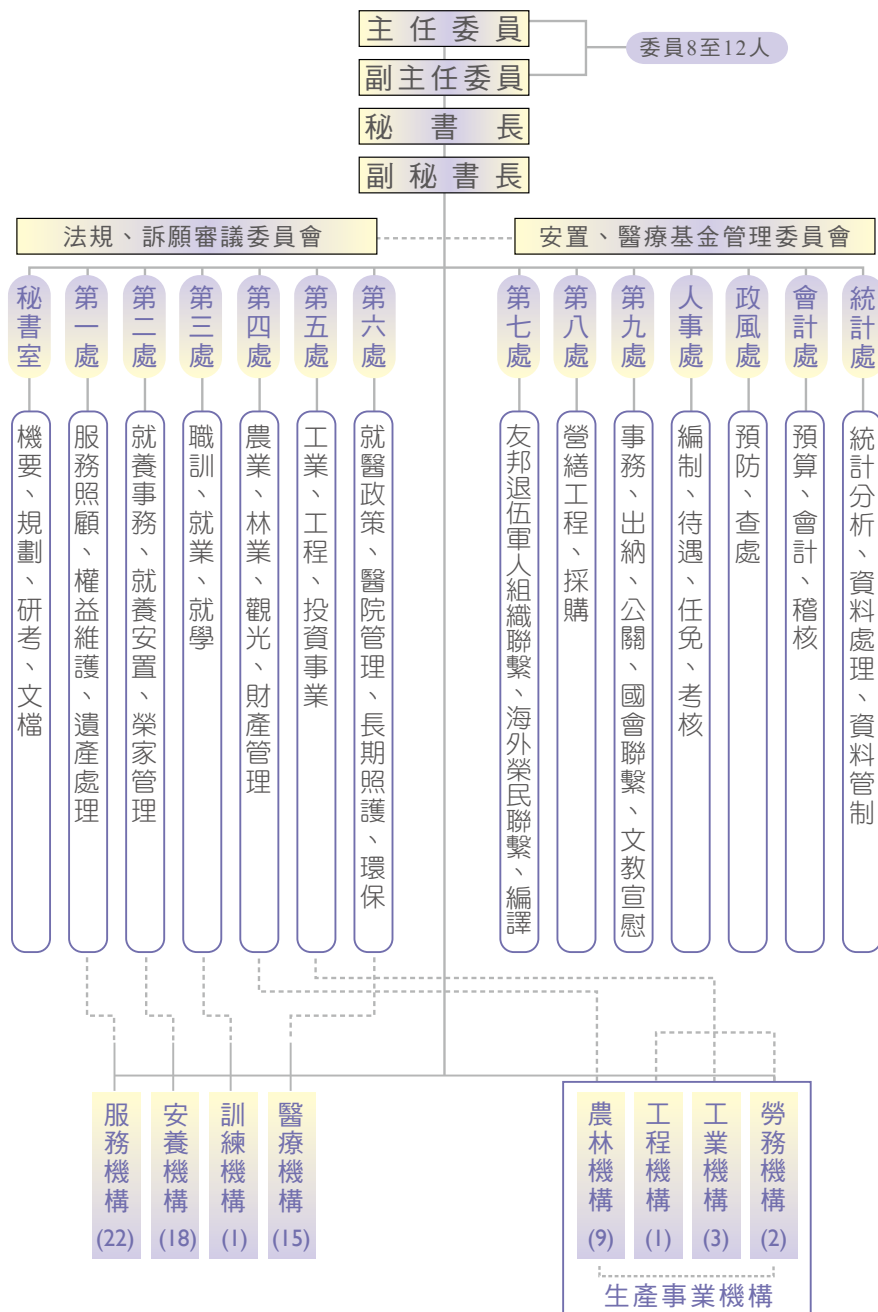 主任委員
委員8至12人
副主任委員
秘書長
副秘書長
法規、訴願審議委員會
安置、醫療基金管理委員會
秘書室
第一處
第二處
第三處
第四處
第五處
第六處
第七處
第八處
第九處
人事處
政風處
會計處
統計處
機要、規劃、研考、文檔
服務照顧、權益維護、遺產處理
就養事務、就養安置、榮家管理
職訓、就業、就學
農業、林業、觀光、財產管理
工業、工程、投資事業
就醫政策、醫院管理、長期照護、環保
友邦退伍軍人組織聯繫、海外榮民聯繫、編譯
營繕工程、採購
事務、出納、公關、國會聯繫、文教宣慰
編制、待遇、任免、考核
預防、查處
預算、會計、稽核
統計分析、資料處理、資料管制
服務機構(22)
安養機構(18)
訓練機構(1)
醫療機構(15)
農林機構(9)
工程機構(1)
工業機構(3)
勞務機構(2)
生產事業機構